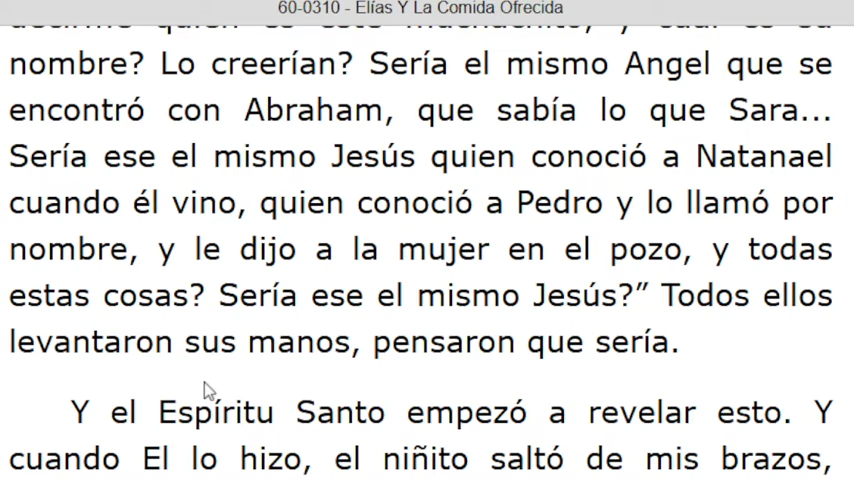 60-0310 - Elías Y La Comida Ofrecida
nombre? Lo creerían? Sería el mismo Angel que se
encontró con Abraham, que sabía lo que Sara...
Sería ese el mismo Jesús quien conoció a Natanael
cuando él vino, quien conoció a Pedro y lo llamó por
nombre, y le dijo a la mujer en el pozo, y todas
estas cosas? Sería ese el mismo Jesús?” Todos ellos
levantaron sus manos, pensaron que sería.
Y el Espíritu Santo empezó a revelar esto. Y
cuando El lo hizo, el niñito saltó de mis brazos,